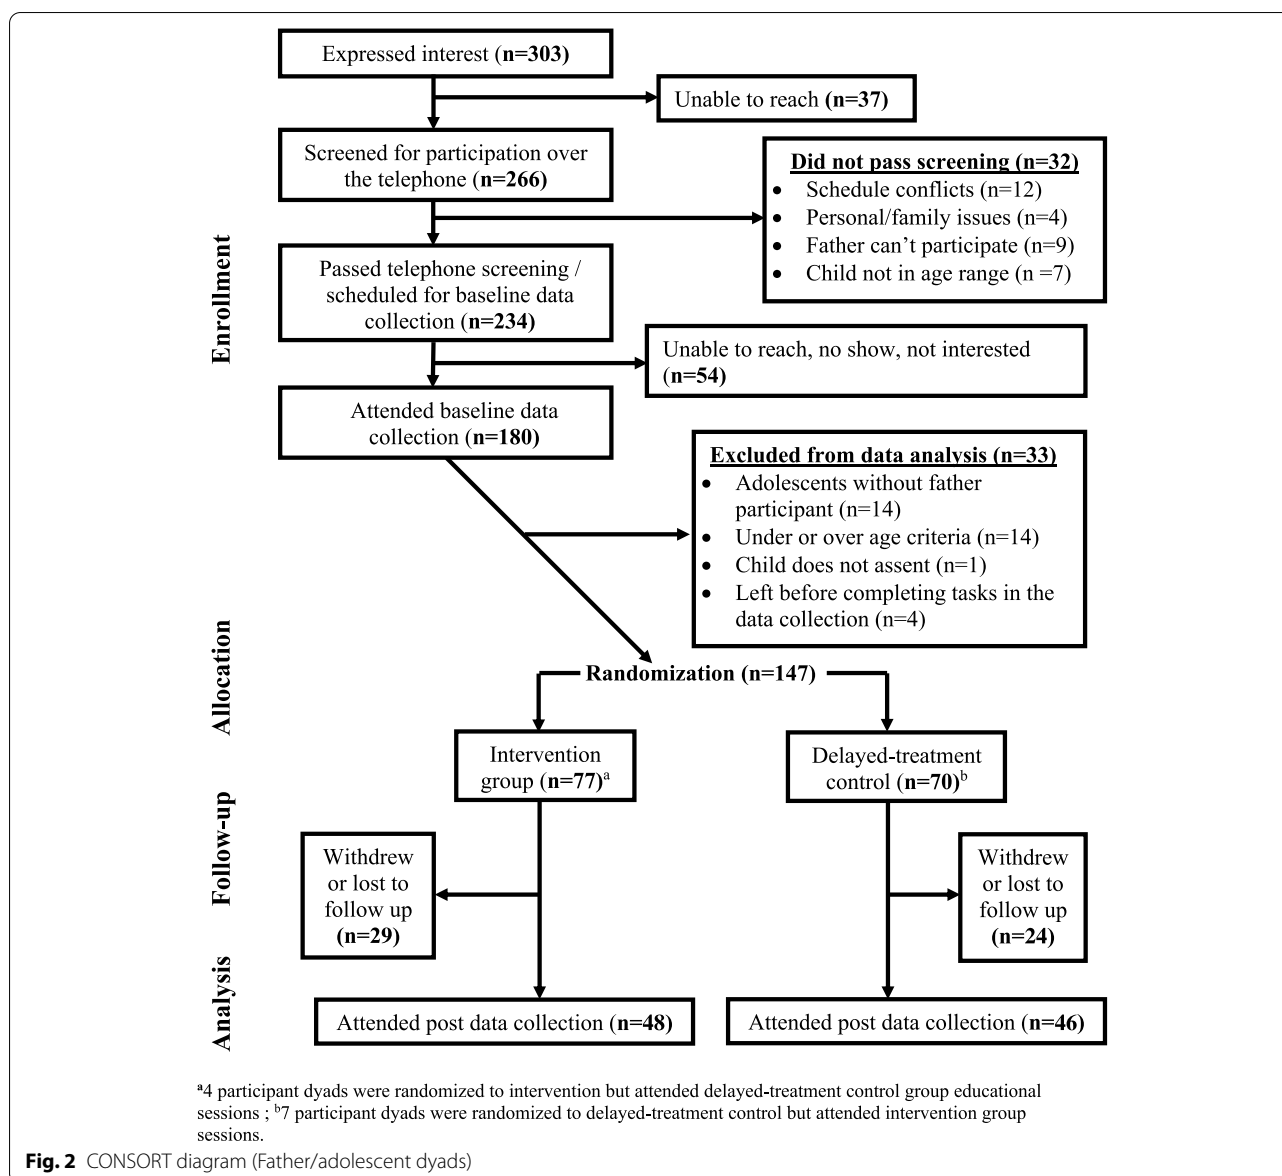 Expressed interest (n=303)
Unable to reach (n=37)
Screened for participation over
the telephone (n=266)
Did not pass screening (n=32)
• Schedule conflicts (n=12)
• Personal/family issues (n=4)
• Father can’t participate (n=9)
• Child not in age range (n =7)
Enrollment
Passed telephone screening /
scheduled for baseline data
collection (n=234)
Unable to reach, no show, not interested
(n=54)
Attended baseline data
collection (n=180)
Excluded from data analysis (n=33)
• Adolescents without father
participant (n=14)
• Under or over age criteria (n=14)
• Child does not assent (n=1)
• Left before completing tasks in the
data collection (n=4)
Allocation
Randomization (n=147)
Intervention
group (n=77)a
Delayed-treatment
control (n=70)b
Follow-up
Withdrew
or lost to
follow up
(n=29)
Withdrew
or lost to
follow up
(n=24)
Analysis
Attended post data collection (n=48)
Attended post data collection (n=46)
a4 participant dyads were randomized to intervention but attended delayed-treatment control group educational
sessions ; b7 participant dyads were randomized to delayed-treatment control but attended intervention group
sessions.
Fig. 2 CONSORT diagram (Father/adolescent dyads)